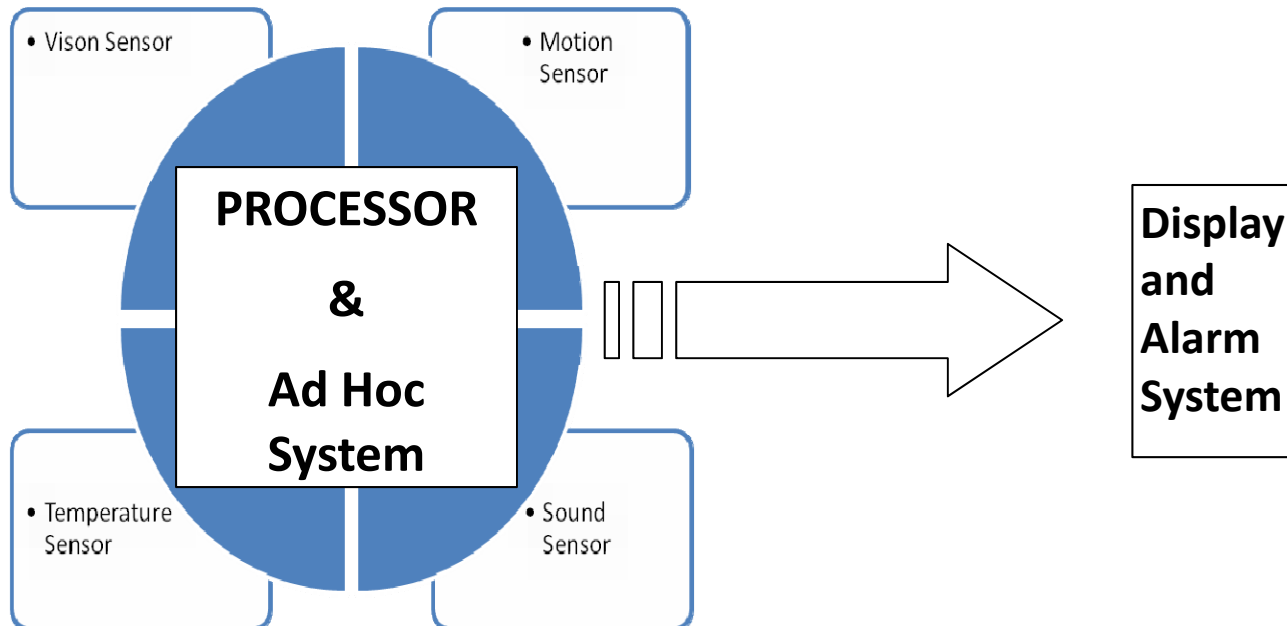 • Vison Sensor
• Motion
Sensor
PROCESSOR
&
Ad Hoc
System
Display
and
Alarm
System
• Temperature
Sensor
• Sound
Sensor